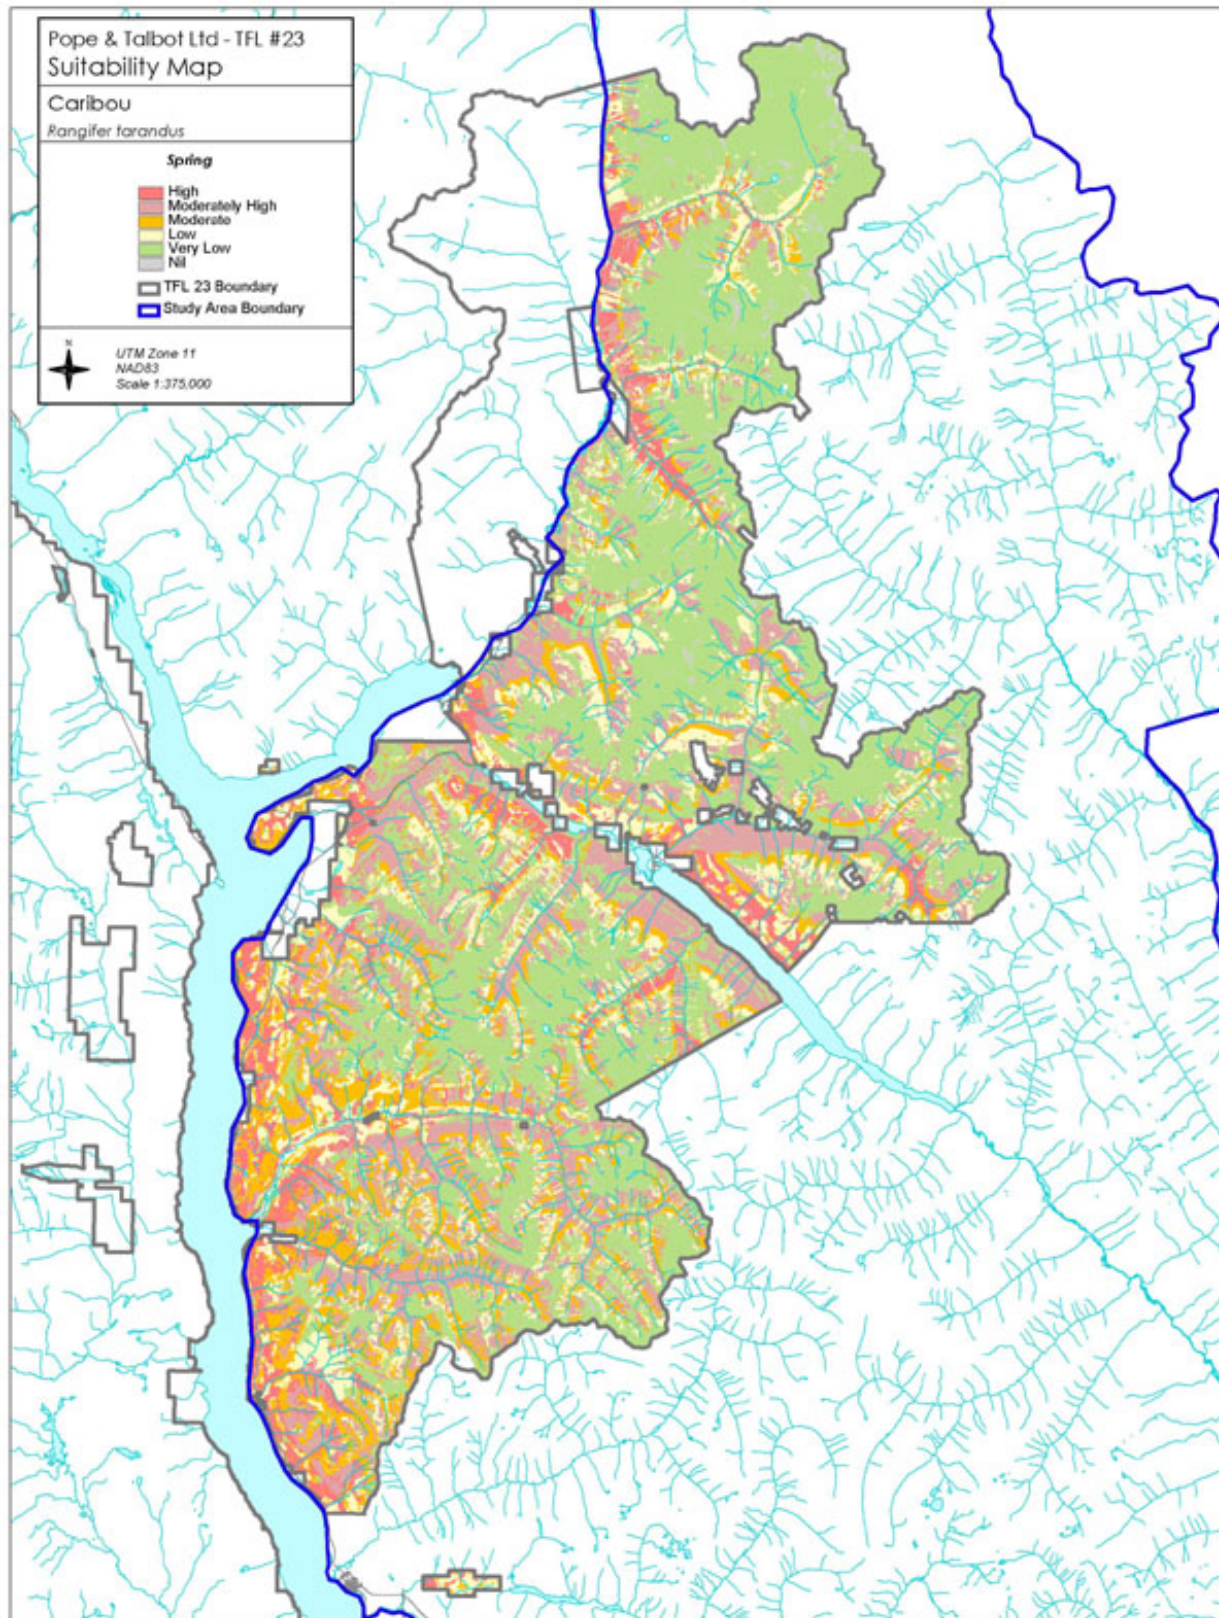 Pope & Talbot Ltd - TFL #23
Suitability Map
Caribou
Rangifer tarandus
Spring
High
Moderately High
Moderate
Low
Very Low
Nil
TFL 23 Boundary
Study Area Boundary
N
UTM Zone 11
NAD83
Scale 1:375,000